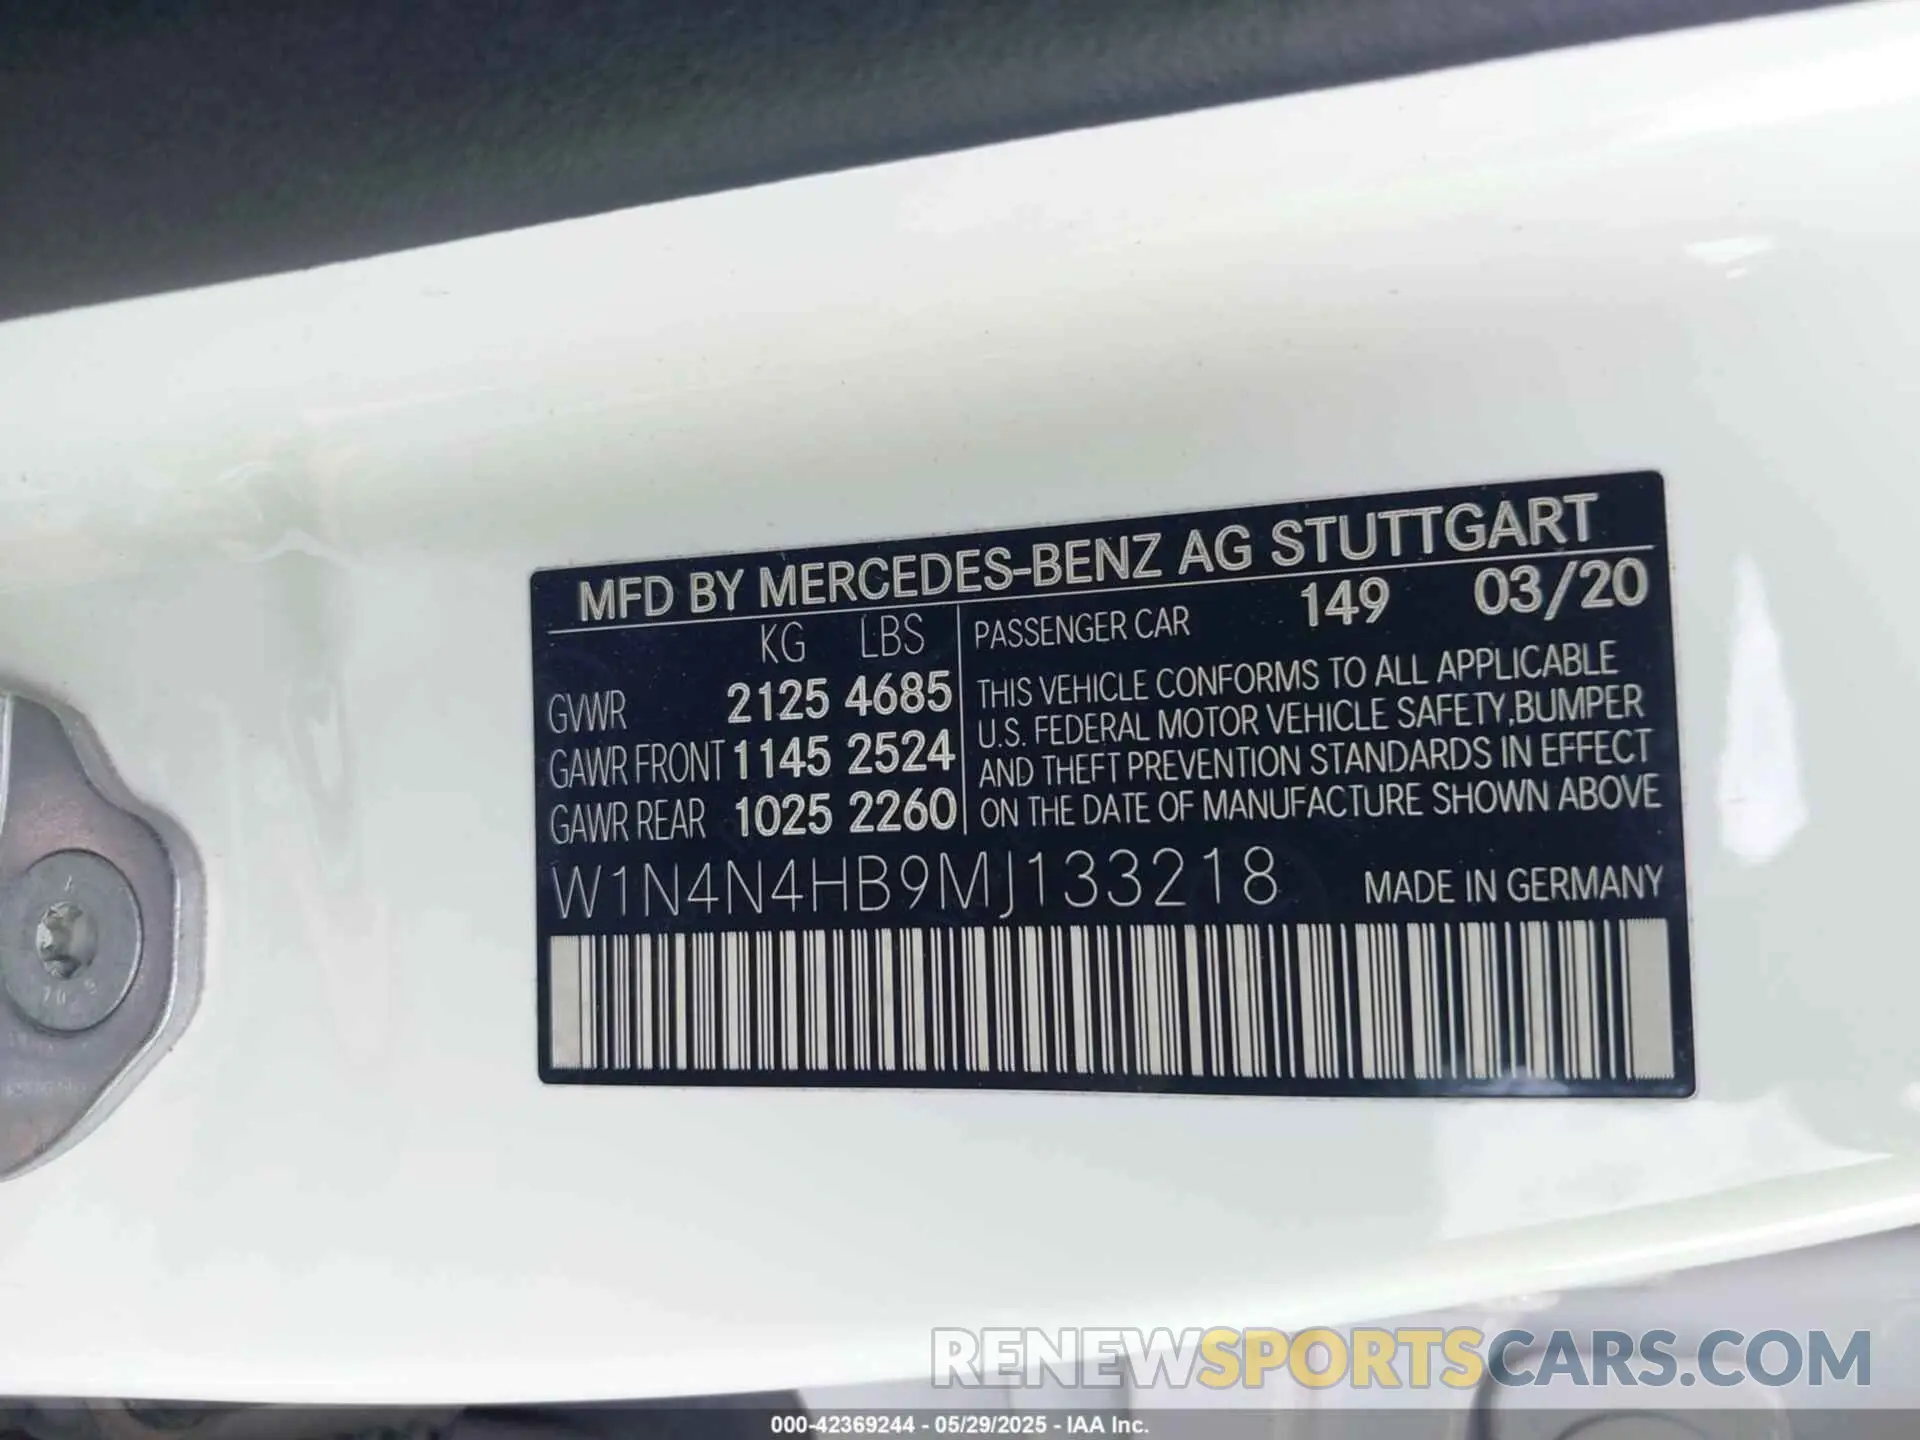 MFD BY MERCEDES-BENZ AG STUTTGART
KG LBS
GVWR 2125 4685
GAWR FRONT 1145 2524
GAWR REAR 1025 2260
PASSENGER CAR 149 03/20
THIS VEHICLE CONFORMS TO ALL APPLICABLE
U.S. FEDERAL MOTOR VEHICLE SAFETY,BUMPER
AND THEFT PREVENTION STANDARDS IN EFFECT
ON THE DATE OF MANUFACTURE SHOWN ABOVE
W1N4N4HB9MJ133218 MADE IN GERMANY
RENEWSPORTSCARS.COM
000-42369244 - 05/29/2025 - IAA Inc.